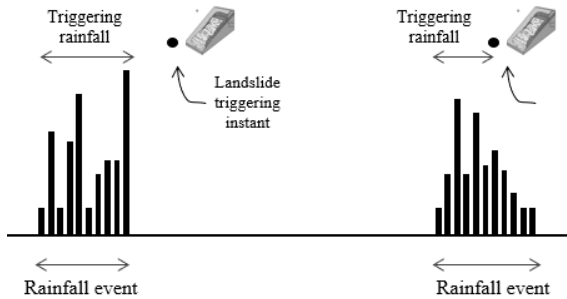 Triggering
rainfall
Landslide
triggering
instant
Rainfall event
Triggering
rainfall
Rainfall event